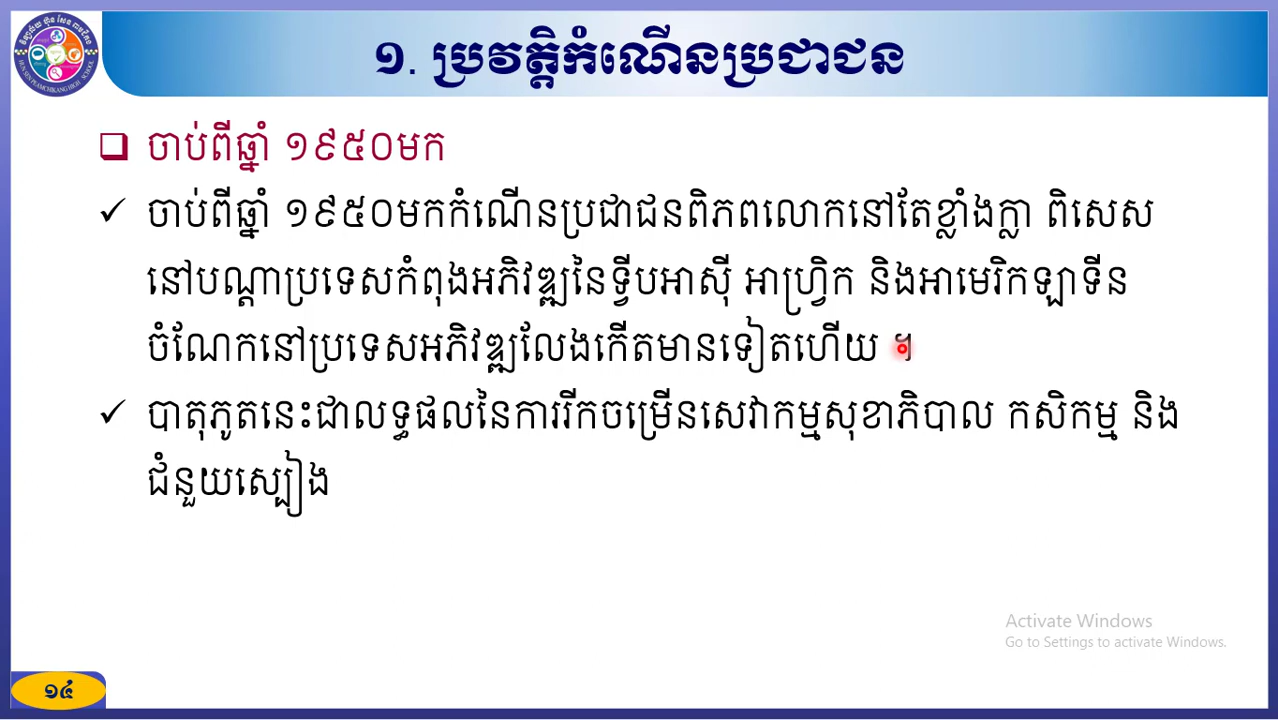 ១. ប្រវត្តិកំណើនប្រជាជន
ចាប់ពីឆ្នាំ ១៩៥០មក
ចាប់ពីឆ្នាំ ១៩៥០មកកំណើនប្រជាជនពិភពលោកនៅតែខ្លាំងក្លា ពិសេស
នៅបណ្តាប្រទេសកំពុងអភិវឌ្ឍនៃទ្វីបអាស៊ី អាហ្វ្រិក និងអាមេរិកឡាទីន
ចំណែកនៅប្រទេសអភិវឌ្ឍលែងកើតមានទៀតហើយ ៕
បាតុភូតនេះជាលទ្ធផលនៃការរីកចម្រើនសេវាកម្មសុខាភិបាល កសិកម្ម និង
ជំនួយស្បៀង
Activate Windows
Go to Settings to activate Windows.
១៤